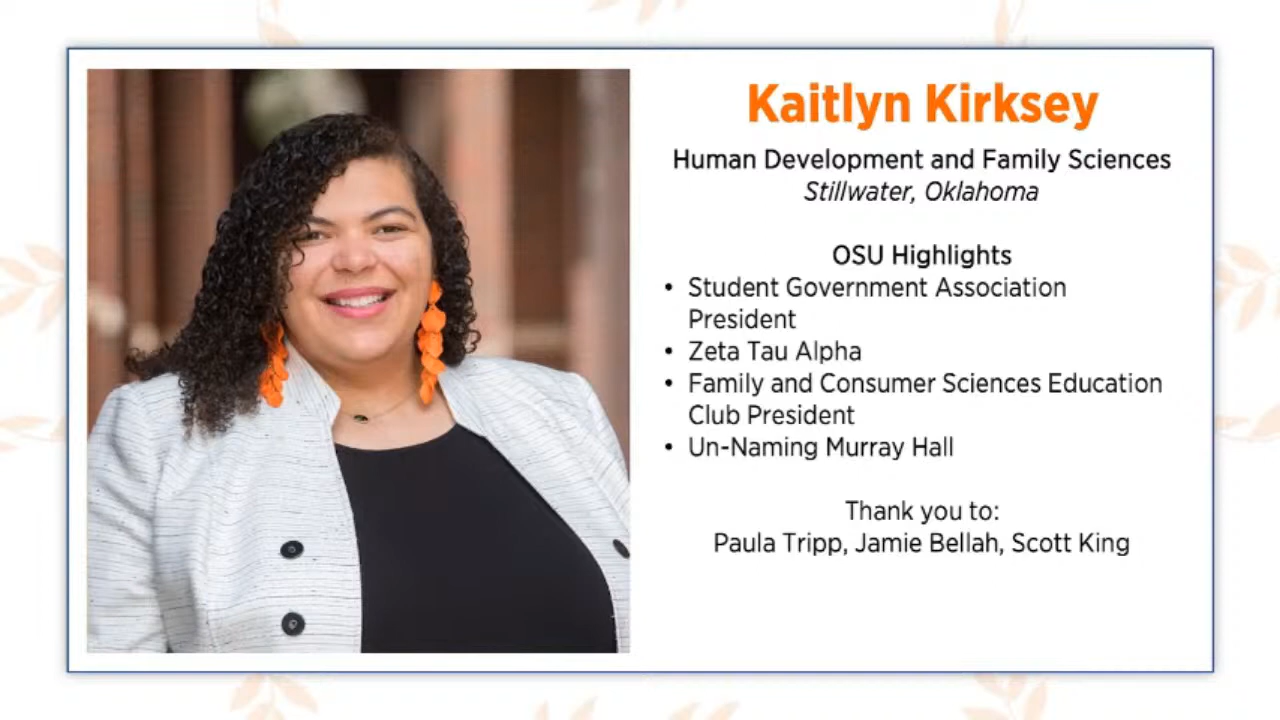 Kaitlyn Kirksey
Human Development and Family Sciences
Stillwater, Oklahoma
OSU Highlights
• Student Government Association
President
• Zeta Tau Alpha
• Family and Consumer Sciences Education
Club President
• Un-Naming Murray Hall
Thank you to:
Paula Tripp, Jamie Bellah, Scott King